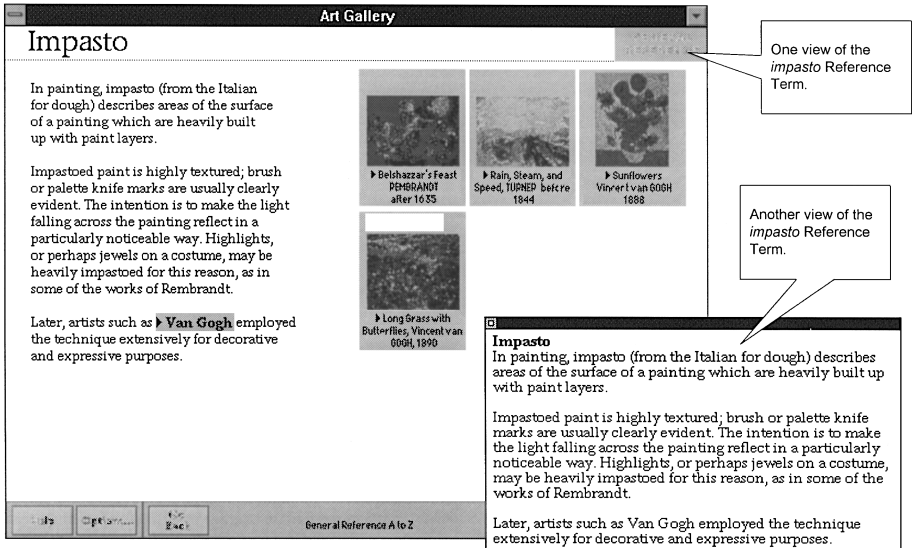 Art Gallery
Impasto
In painting, impasto (from the Italian
for dough) describes areas of the surface
of a painting which are heavily built
up with paint layers.
Impastoed paint is highly textured; brush
or palette knife marks are usually clearly
evident. The intention is to make the light
falling across the painting reflect in a
particularly noticeable way. Highlights,
or perhaps jewels on a costume, may be
heavily impastoed for this reason, as in
some of the works of Rembrandt.
Later, artists such as Van Gogh employed
the technique extensively for decorative
and expressive purposes.
Belshazzar's Feast
REMBRANDT
after 1635
Rain, Steam, and
Speed, TURNER before
1844
Sunflowers
Vincent van GOGH
1888
Long Grass with
Butterflies, Vincent van
GOGH, 1890
General Reference A to Z
Back
One view of the
impasto Reference
Term.
Another view of the
impasto Reference
Term.
Impasto
In painting, impasto (from the Italian for dough) describes
areas of the surface of a painting which are heavily built up
with paint layers.
Impastoed paint is highly textured; brush or palette knife
marks are usually clearly evident. The intention is to make
the light falling across the painting reflect in a particularly
noticeable way. Highlights, or perhaps jewels on a costume,
may be heavily impastoed for this reason, as in some of the
works of Rembrandt.
Later, artists such as Van Gogh employed the technique
extensively for decorative and expressive purposes.